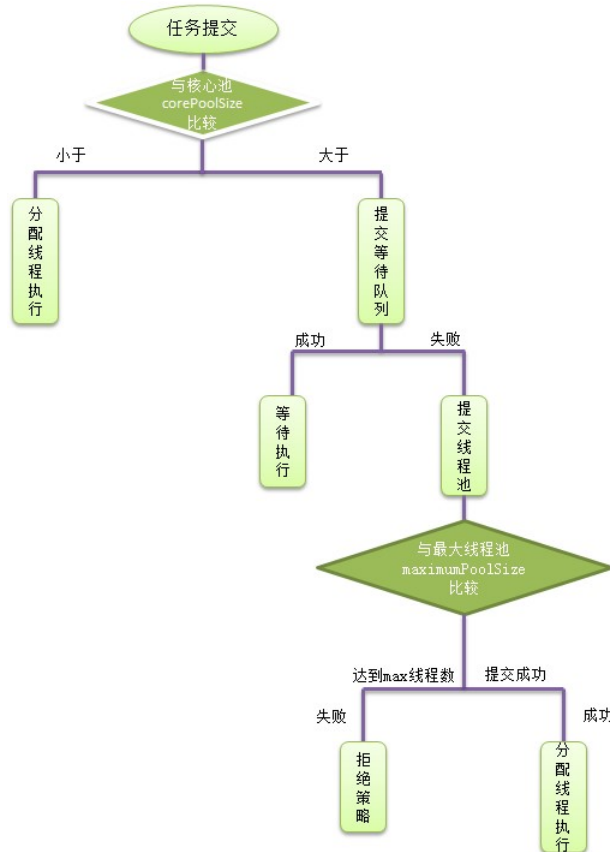 任务提交
与核心池
corePoolSize
比较
小于
大于
分配线程执行
提交等待队列
成功
失败
等待执行
提交线程池
与最大线程池
maximumPoolSize
比较
达到max线程数
提交成功
失败
成功
拒绝策略
分配线程执行